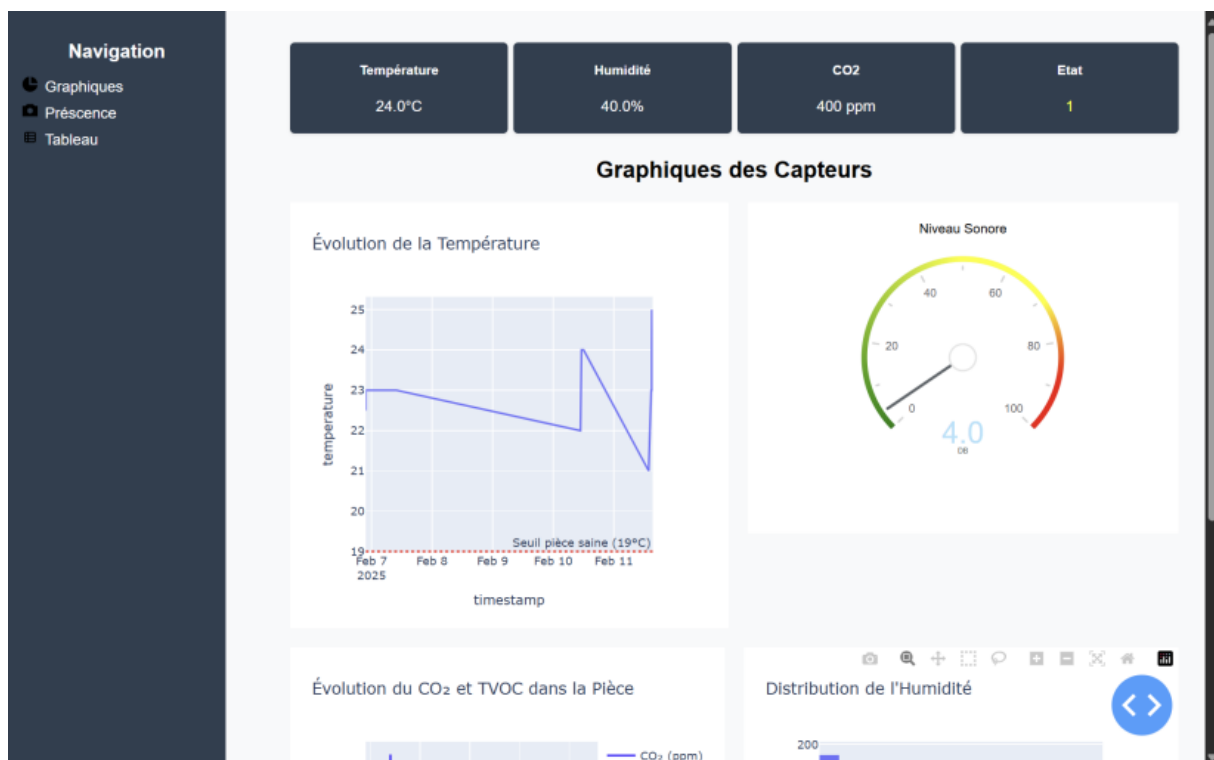 Navigation
Graphiques
Préscence
Tableau
Température
24.0°C
Humidité
40.0%
CO2
400 ppm
Etat
1
Graphiques des Capteurs
Évolution de la Température
25
24
23
22
21
20
19
temperature
Seuil pièce saine (19°C)
Feb 7
2025
Feb 8
Feb 9
Feb 10
Feb 11
timestamp
Niveau Sonore
0
20
40
60
80
100
4.0
DB
Évolution du CO₂ et TVOC dans la Pièce
CO₂ (ppm)
Distribution de l'Humidité
200